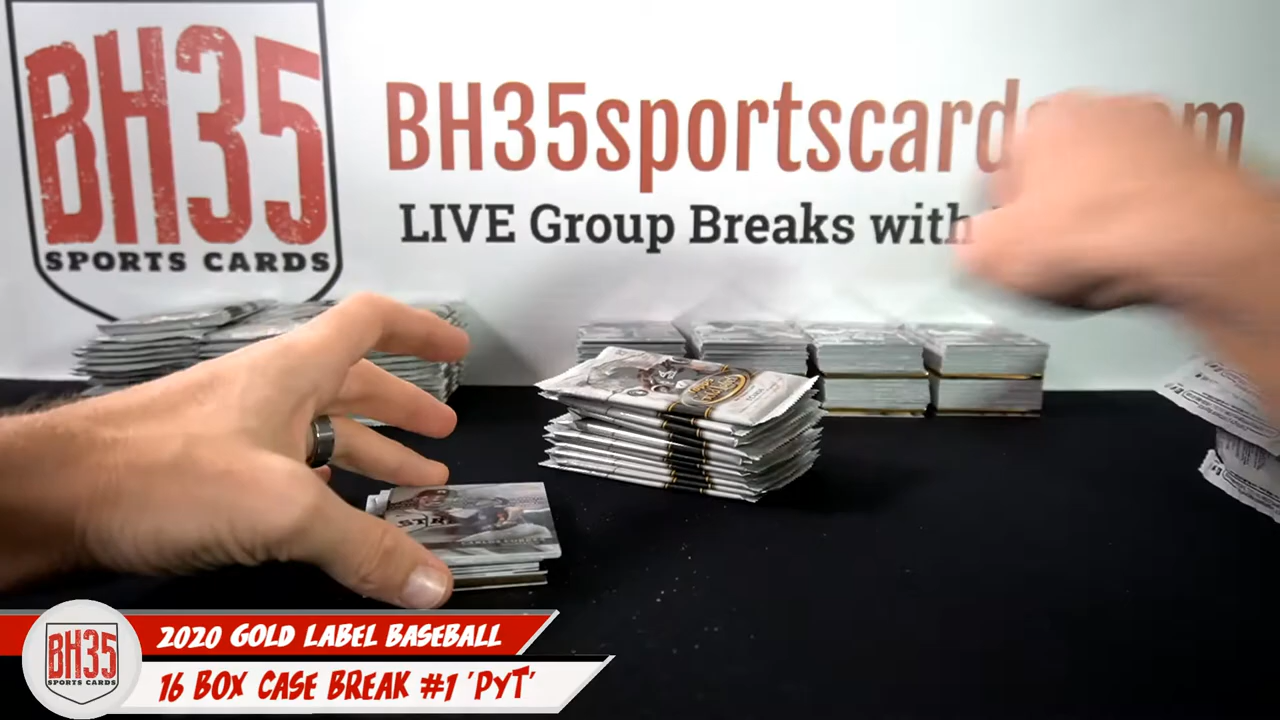 BH35
SPORTS CARDS
BH35sportscards
LIVE Group Breaks with
2020 GOLD LABEL BASEBALL
16 BOX CASE BREAK #1 'PYT'
BH35
SPORTS CARDS